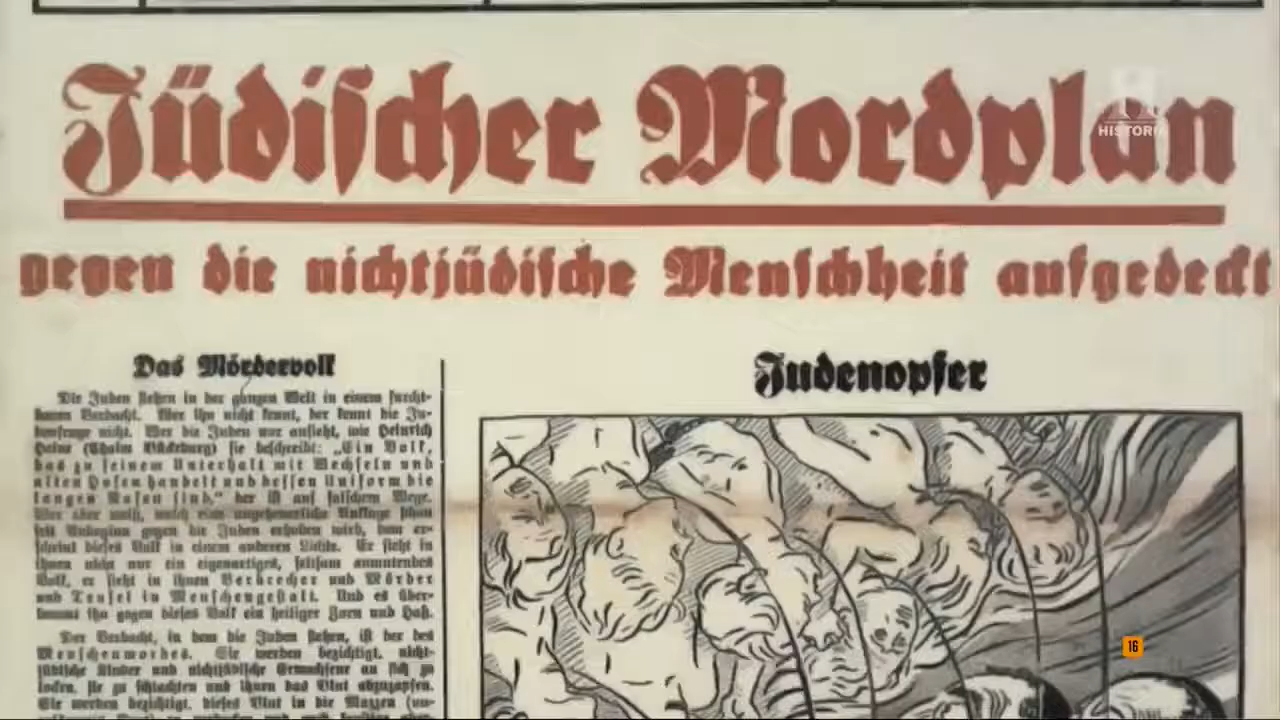 Jüdischer Mordplan
HISTORIA
gegen die nichtjüdische Menschheit aufgedeckt
Das Mördervolk
Judenopfer
Die Juden stehen in der ganzen Welt in einem furcht-
baren Verdacht. Wer ihn nicht kennt, der kennt die Ju-
denfrage nicht. Wer die Juden nur ansieht, wie Heinrich
Heine (Chaim Bückeburg) sie beschreibt: „Ein Volk,
das zu seinem Unterhalt mit Wechseln und
alten Hosen handelt und dessen Uniform die
langen Nasen sind," der ist auf falschem Wege.
Wer aber weiß, welch eine ungeheuerliche Anklage schon
seit Anbeginn gegen die Juden erhoben wird, dem er-
scheint dieses Volk in einem anderen Lichte. Er sieht in
ihnen nicht nur ein eigenartiges, seltsam anmutendes
Volk, er sieht in ihnen Verbrecher und Mörder
und Teufel in Menschengestalt. Und es über-
kommt ihn gegen dieses Volk ein heiliger Zorn und Haß.
Der Verdacht, in dem die Juden stehen, ist der des
Menschenmordes. Sie werden bezichtigt, nicht-
jüdische Kinder und nichtjüdische Erwachsene an sich zu
locken, sie zu schlachten und ihnen das Blut abzuzapfen.
Sie werden bezichtigt, dieses Blut in die Mazzen (un-
16